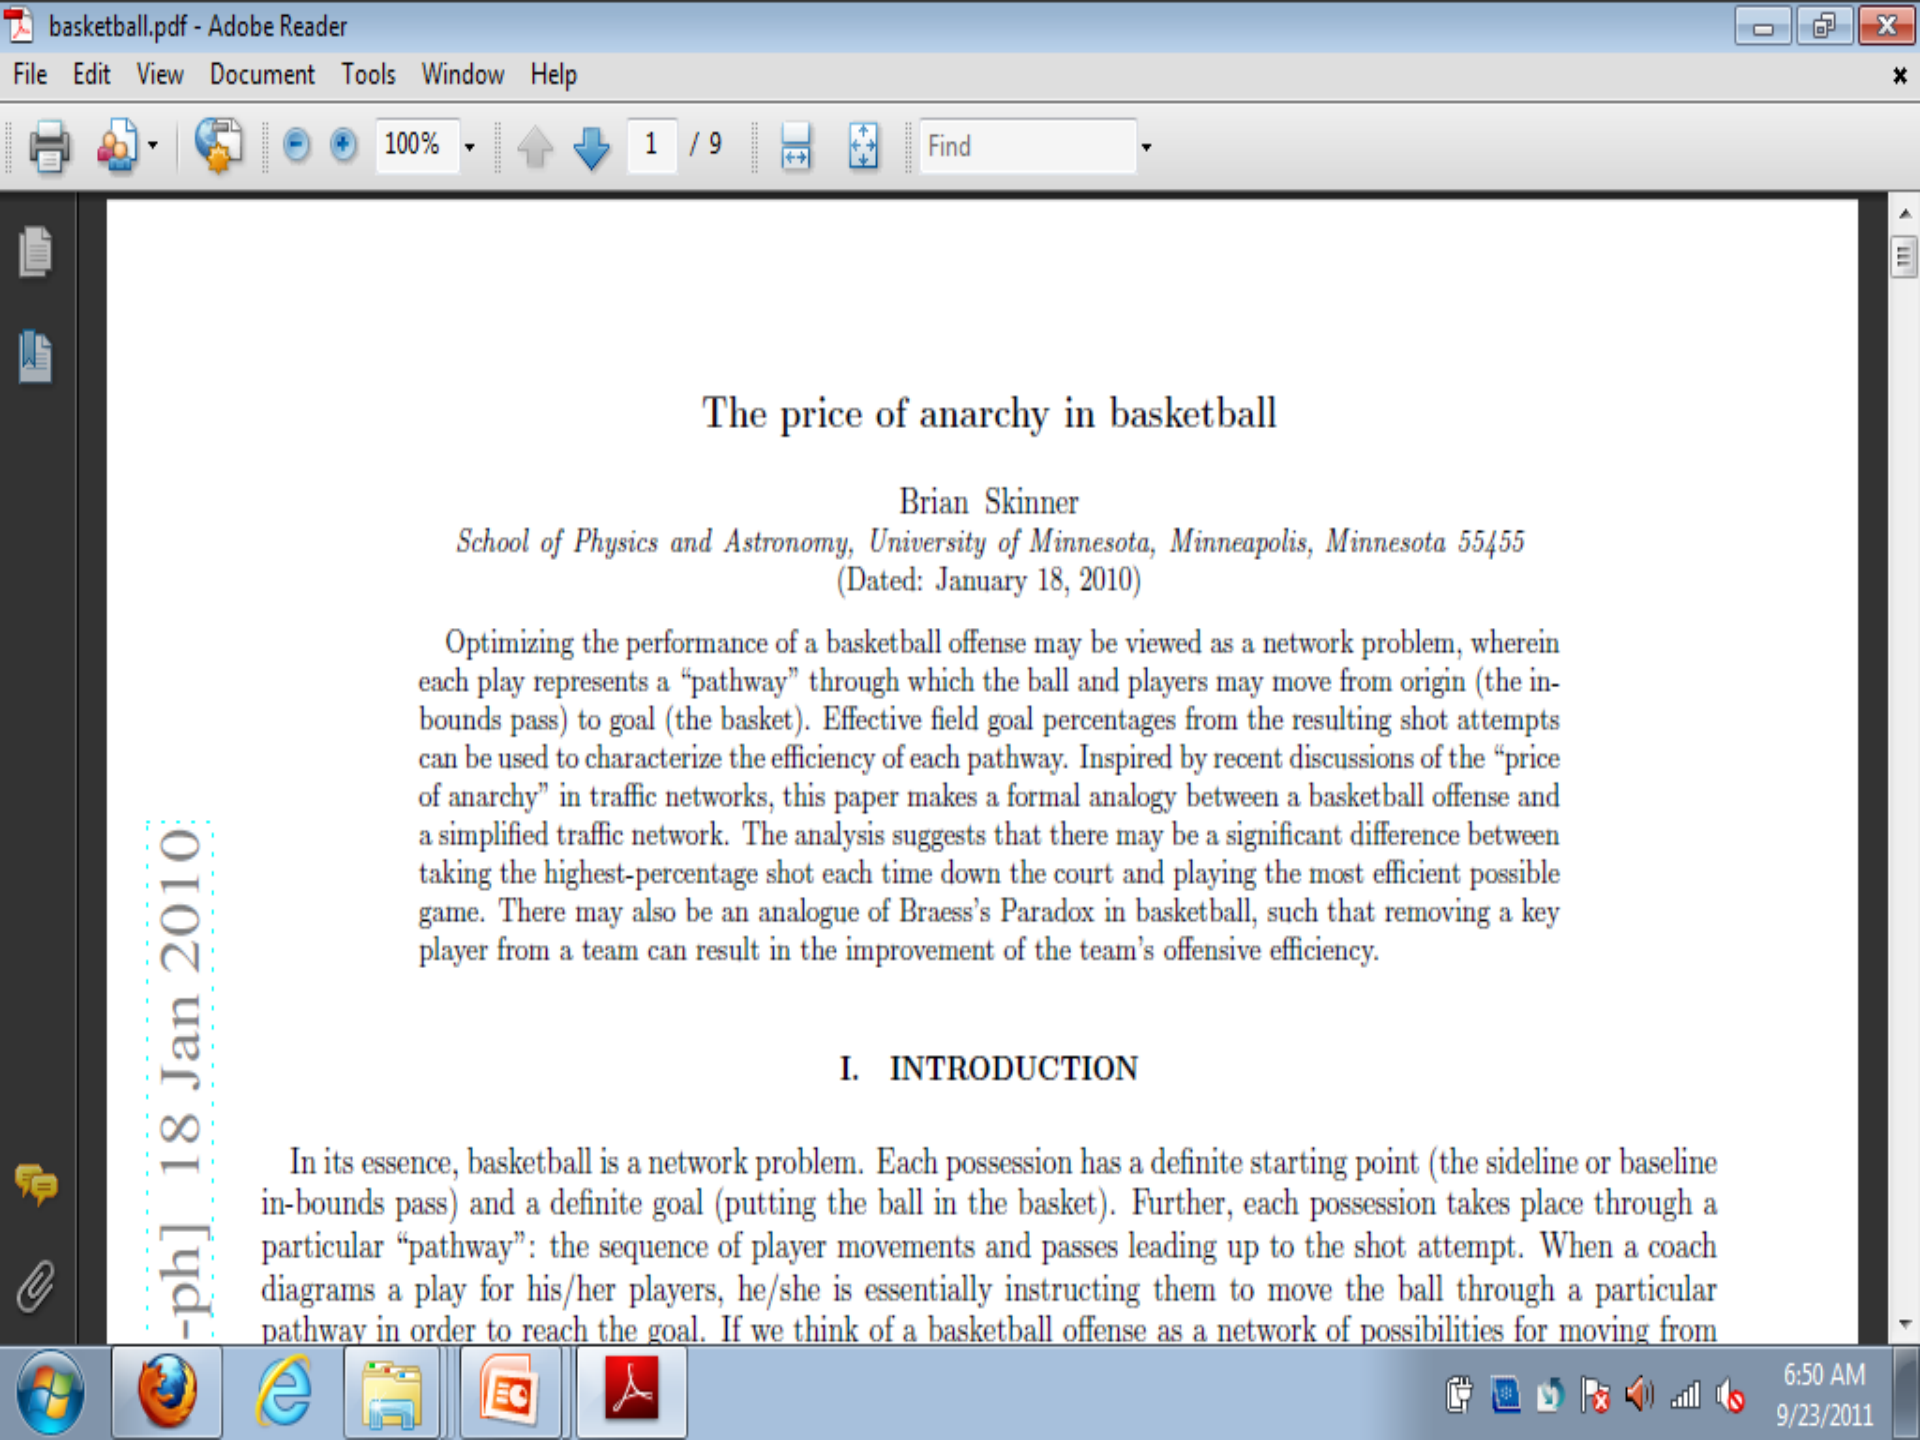 basketball.pdf - Adobe Reader
File Edit View Document Tools Window Help
100% 1 / 9 Find
The price of anarchy in basketball
Brian Skinner
School of Physics and Astronomy, University of Minnesota, Minneapolis, Minnesota 55455
(Dated: January 18, 2010)
Optimizing the performance of a basketball offense may be viewed as a network problem, wherein
each play represents a “pathway” through which the ball and players may move from origin (the in-
bounds pass) to goal (the basket). Effective field goal percentages from the resulting shot attempts
can be used to characterize the efficiency of each pathway. Inspired by recent discussions of the “price
of anarchy” in traffic networks, this paper makes a formal analogy between a basketball offense and
a simplified traffic network. The analysis suggests that there may be a significant difference between
taking the highest-percentage shot each time down the court and playing the most efficient possible
game. There may also be an analogue of Braess’s Paradox in basketball, such that removing a key
player from a team can result in the improvement of the team’s offensive efficiency.
-ph] 18 Jan 2010
I. INTRODUCTION
In its essence, basketball is a network problem. Each possession has a definite starting point (the sideline or baseline
in-bounds pass) and a definite goal (putting the ball in the basket). Further, each possession takes place through a
particular “pathway”: the sequence of player movements and passes leading up to the shot attempt. When a coach
diagrams a play for his/her players, he/she is essentially instructing them to move the ball through a particular
pathway in order to reach the goal. If we think of a basketball offense as a network of possibilities for moving from
6:50 AM
9/23/2011